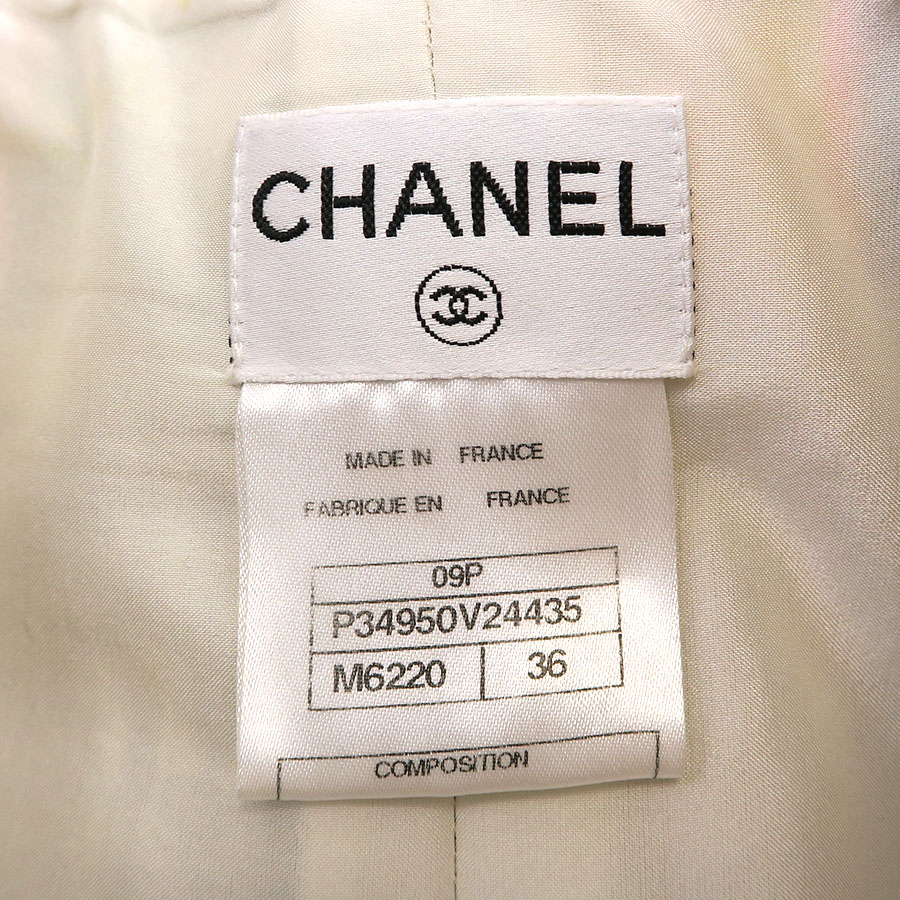 CHANEL
MADE IN FRANCE
FABRIQUE EN FRANCE
09P
P34950V24435
M6220 36
COMPOSITION